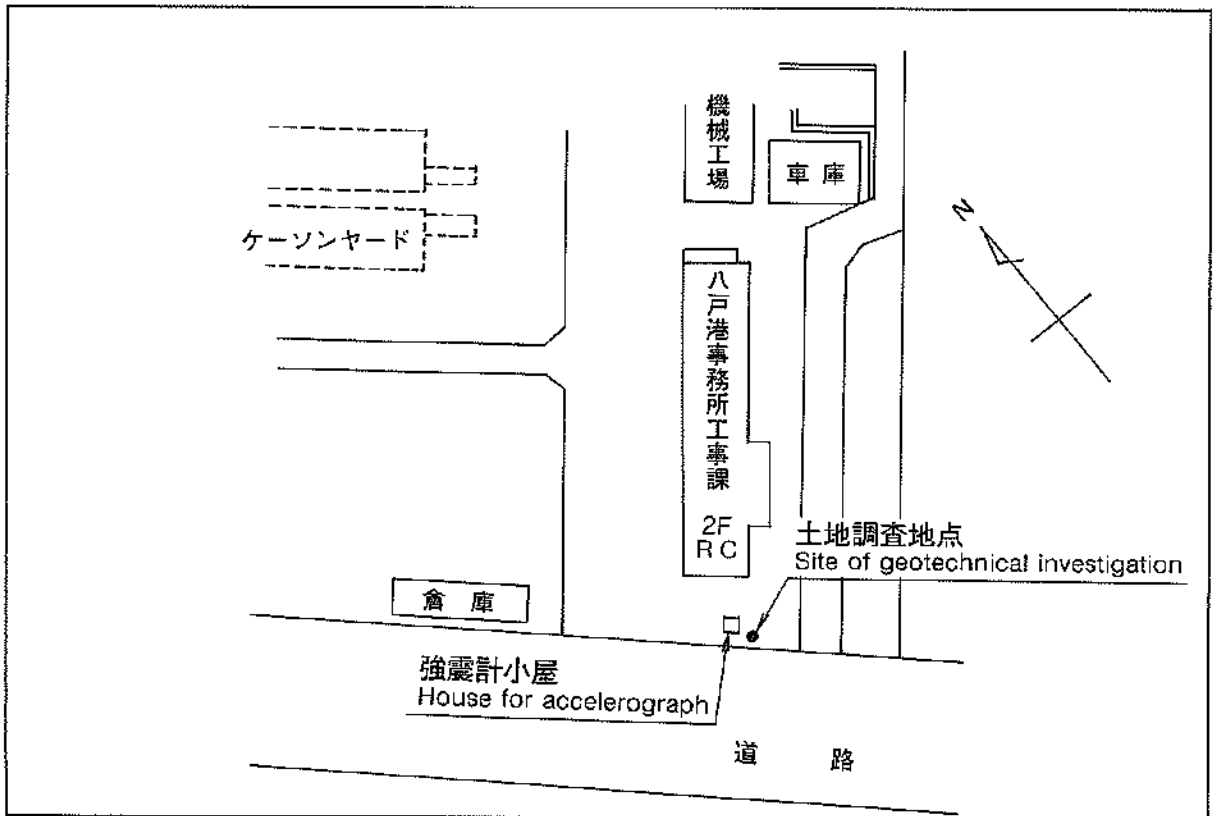 機械工場
車庫
N
ケーソンヤード
八戸港事務所工事課
2F
RC
土地調査地点
Site of geotechnical investigation
倉庫
強震計小屋
House for accelerograph
道路